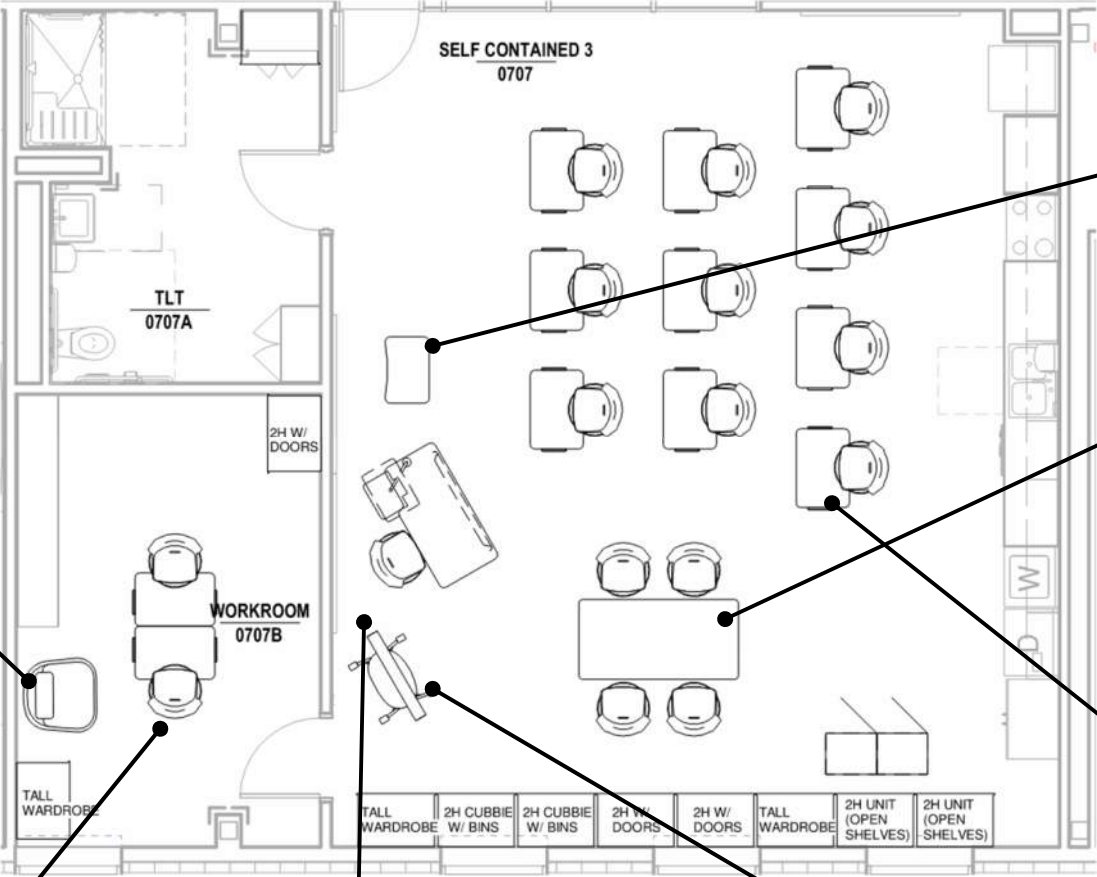 SELF CONTAINED 3
0707
TLT
0707A
2H W/
DOORS
WORKROOM
0707B
W
D
TALL
WARDROBE
TALL
WARDROBE
2H CUBBIE
W/ BINS
2H CUBBIE
W/ BINS
2H W/
DOORS
2H W/
DOORS
TALL
WARDROBE
2H UNIT
(OPEN
SHELVES)
2H UNIT
(OPEN
SHELVES)